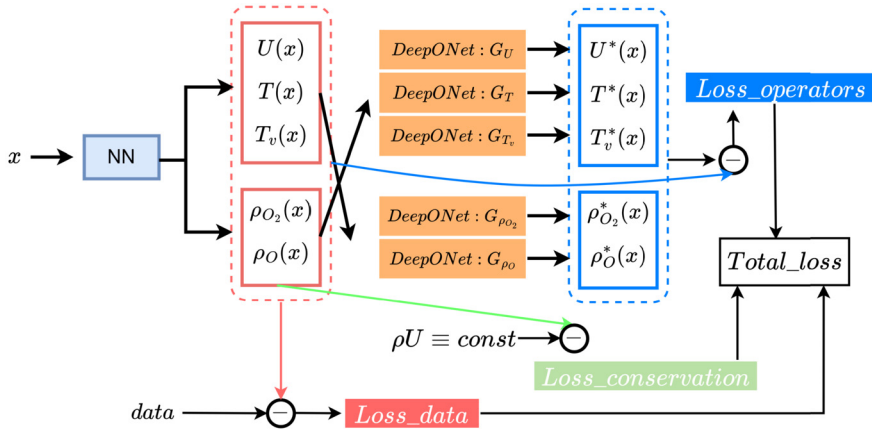 x
NN
U(x)
T(x)
T_v(x)
ρ_{O_2}(x)
ρ_O(x)
DeepONet : G_U
DeepONet : G_T
DeepONet : G_{T_v}
DeepONet : G_{ρ_{O_2}}
DeepONet : G_{ρ_O}
U*(x)
T*(x)
T_v*(x)
ρ*_{O_2}(x)
ρ*_O(x)
Loss_operators
−
Total_loss
ρU ≡ const
−
Loss_conservation
data
−
Loss_data